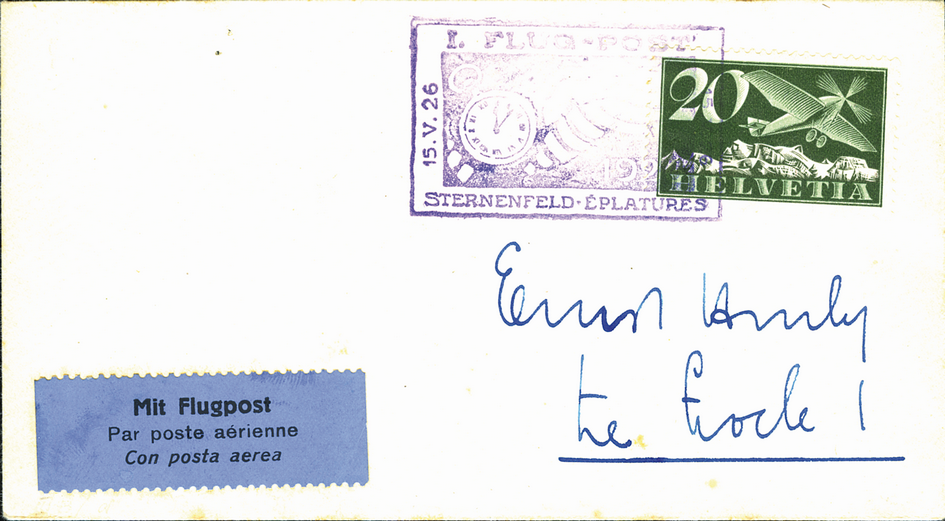 I. FLUG-POST
15.V.26
STERNENFELD·ÉPLATURES
20
HELVETIA
Ernst
Le Locle 1
Mit Flugpost
Par poste aérienne
Con posta aerea